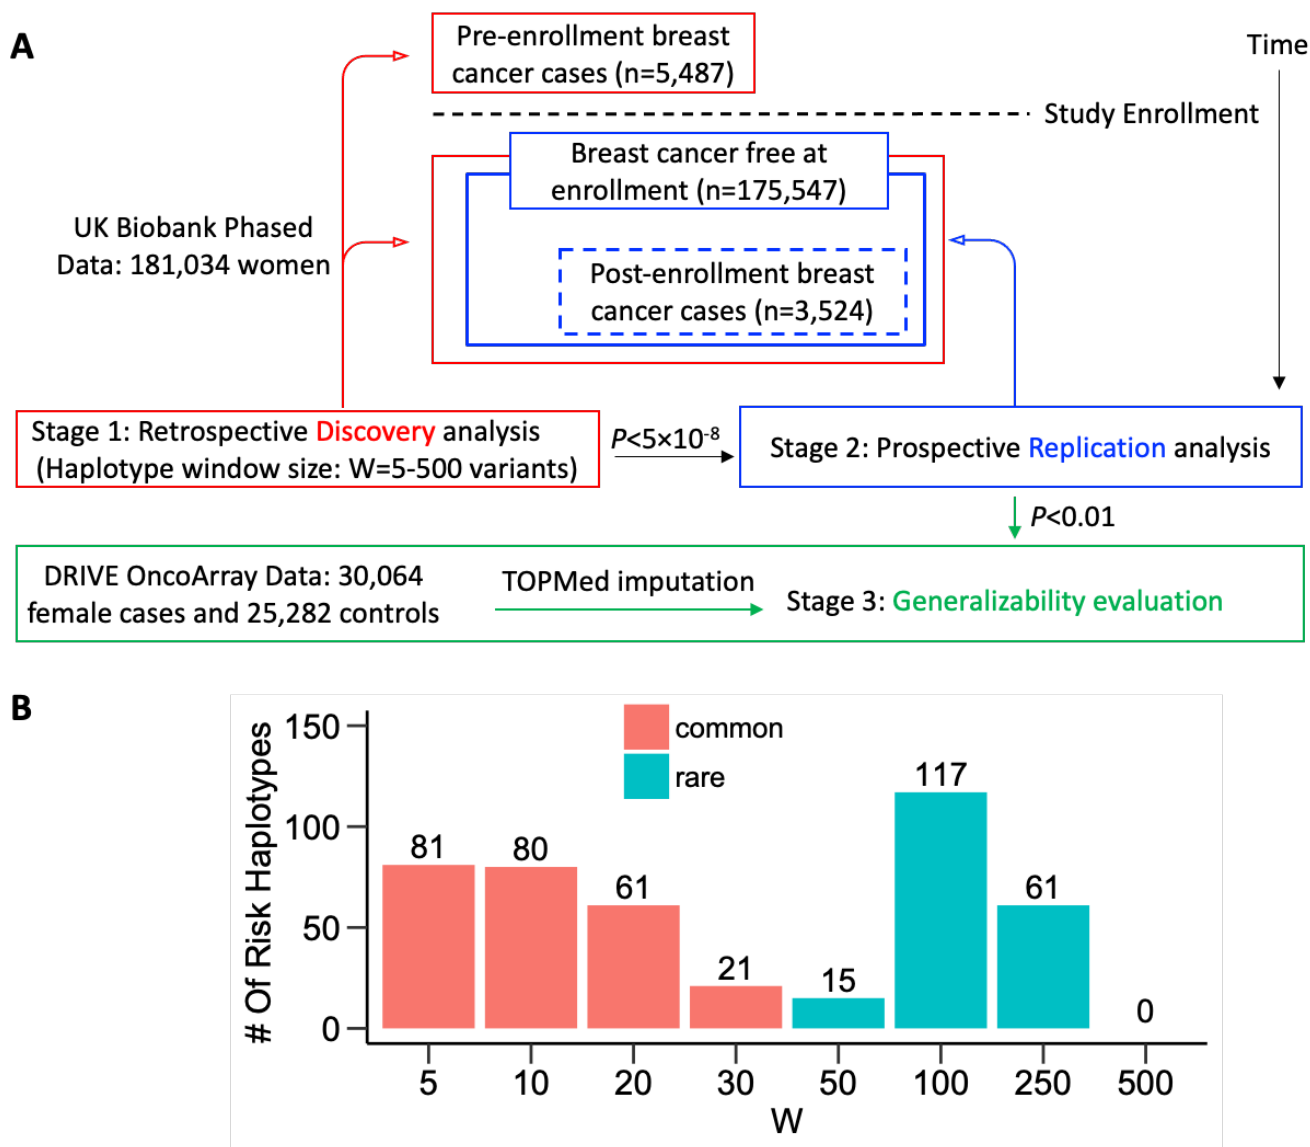 A
Pre-enrollment breast
cancer cases (n=5,487)
Time
Study Enrollment
Breast cancer free at
enrollment (n=175,547)
UK Biobank Phased
Data: 181,034 women
Post-enrollment breast
cancer cases (n=3,524)
Stage 1: Retrospective Discovery analysis
(Haplotype window size: W=5-500 variants)
P<5×10-8
Stage 2: Prospective Replication analysis
P<0.01
DRIVE OncoArray Data: 30,064
female cases and 25,282 controls
TOPMed imputation
Stage 3: Generalizability evaluation
B
# Of Risk Haplotypes
150
100
50
0
common
rare
81
80
61
21
15
117
61
0
5
10
20
30
50
100
250
500
W